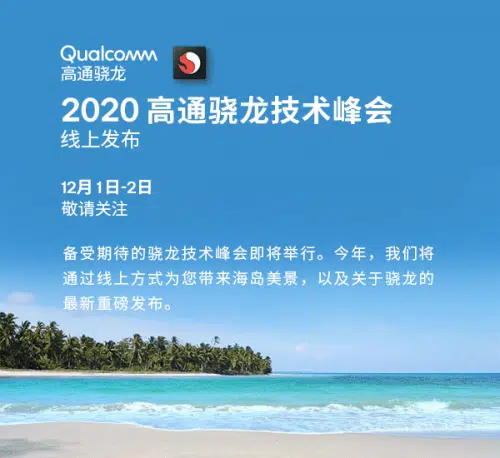 Qualcomm
高通骁龙
2020 高通骁龙技术峰会
线上发布
12月1日-2日
敬请关注
备受期待的骁龙技术峰会即将举行。今年，我们将
通过线上方式为您带来海岛美景，以及关于骁龙的
最新重磅发布。